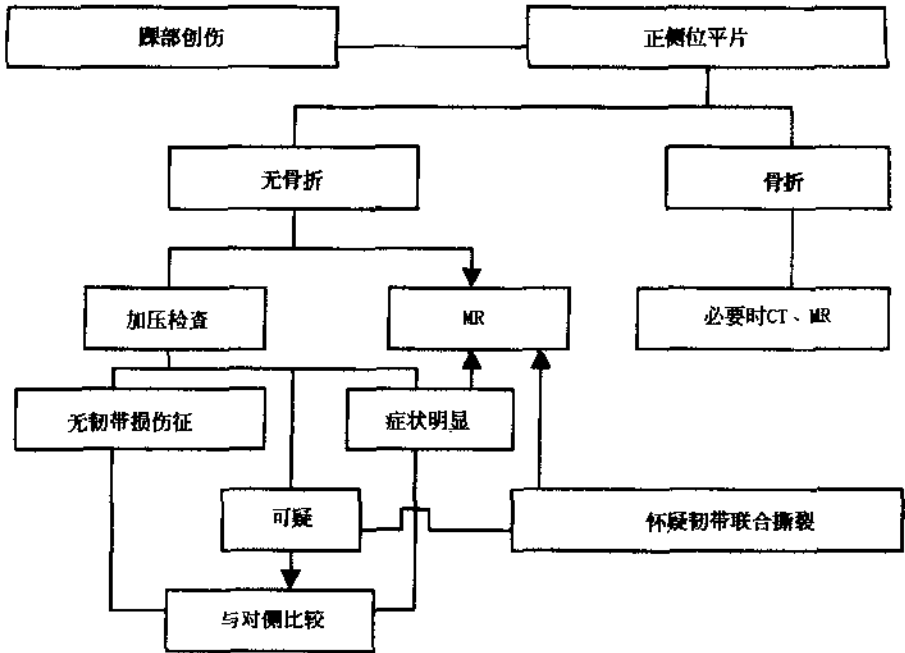 踝部创伤
正侧位平片
无骨折
骨折
加压检查
MR
必要时CT、MR
无韧带损伤征
症状明显
可疑
怀疑韧带联合撕裂
与对侧比较